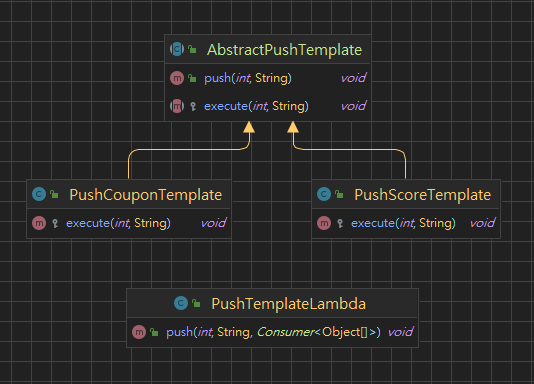 AbstractPushTemplate
push(int, String) void
execute(int, String) void
PushCouponTemplate
execute(int, String) void
PushScoreTemplate
execute(int, String) void
PushTemplateLambda
push(int, String, Consumer<Object[]>) void